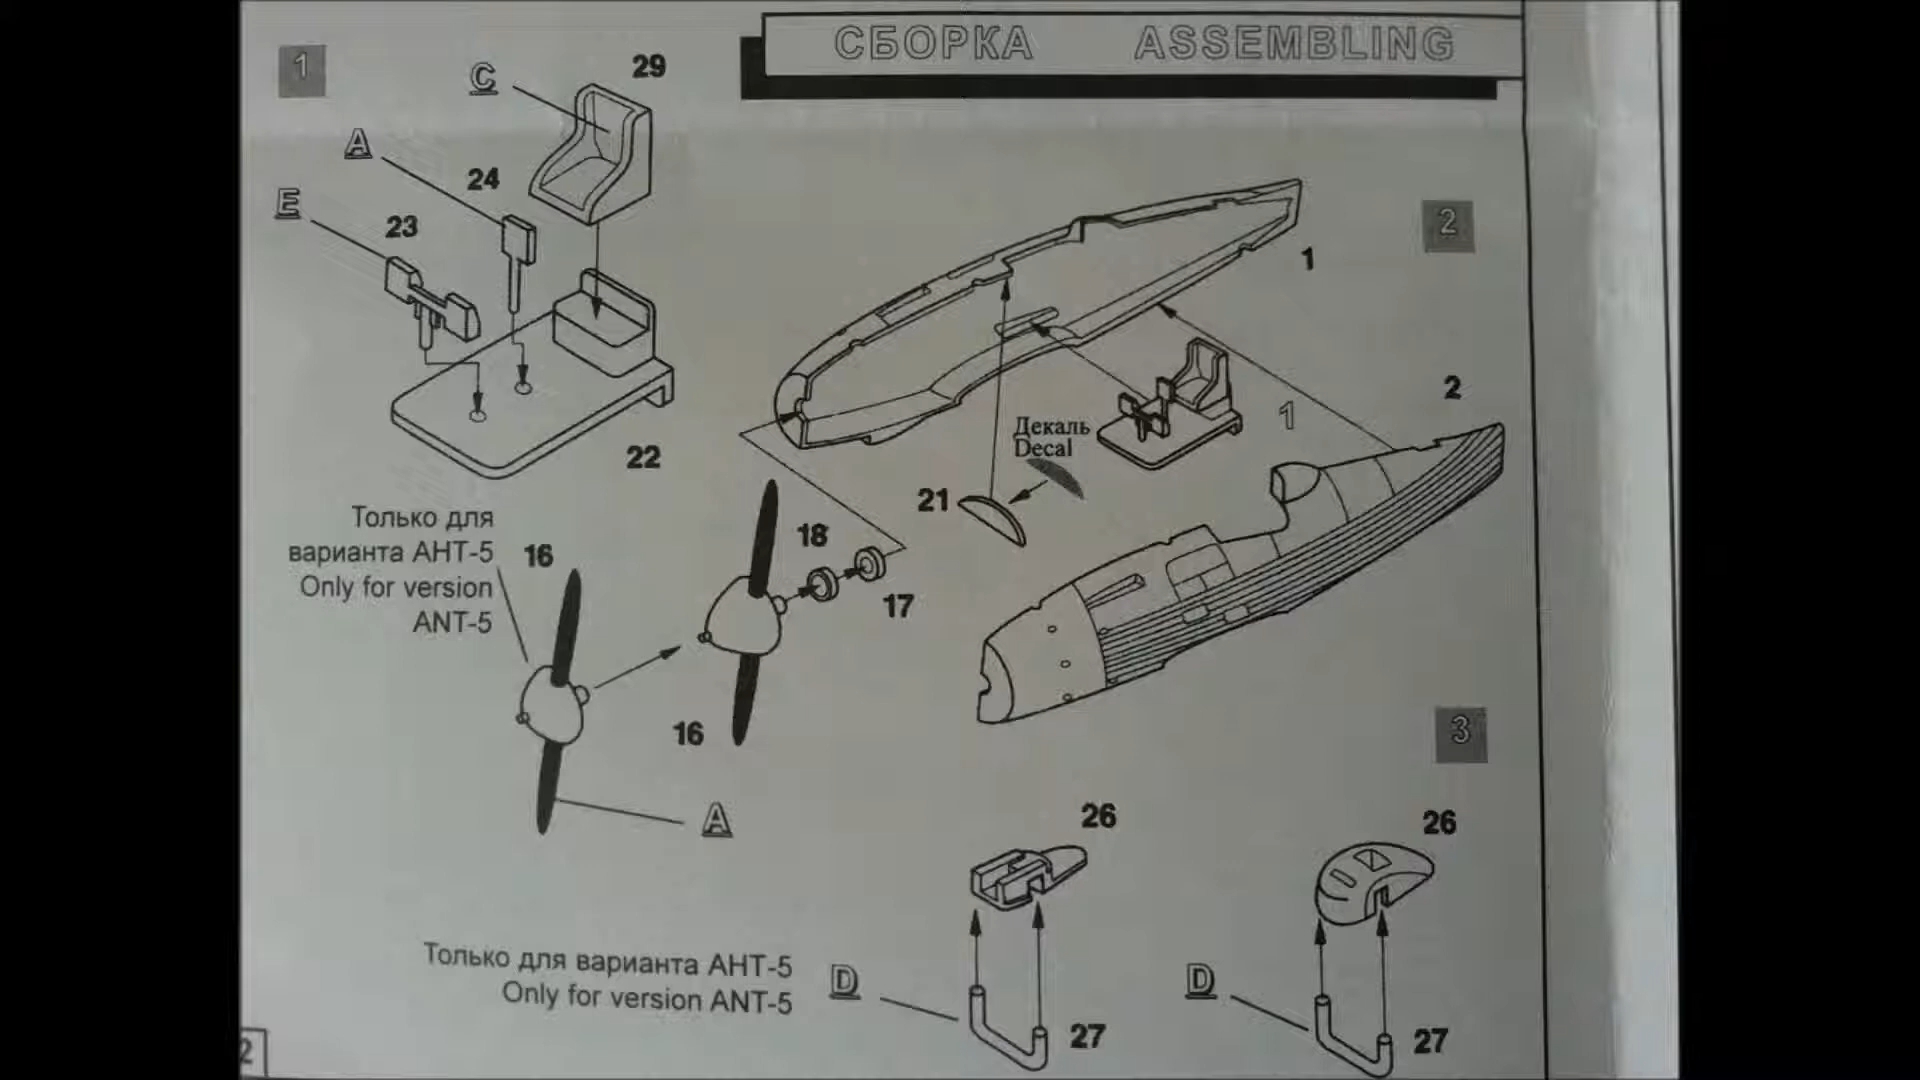 СБОРКА ASSEMBLING
1
C
29
A
24
E
23
22
2
1
2
1
Декаль
Decal
21
Только для
варианта АНТ-5
Only for version
ANT-5
16
18
17
16
A
3
26
26
Только для варианта АНТ-5
Only for version ANT-5
D
27
D
27
2